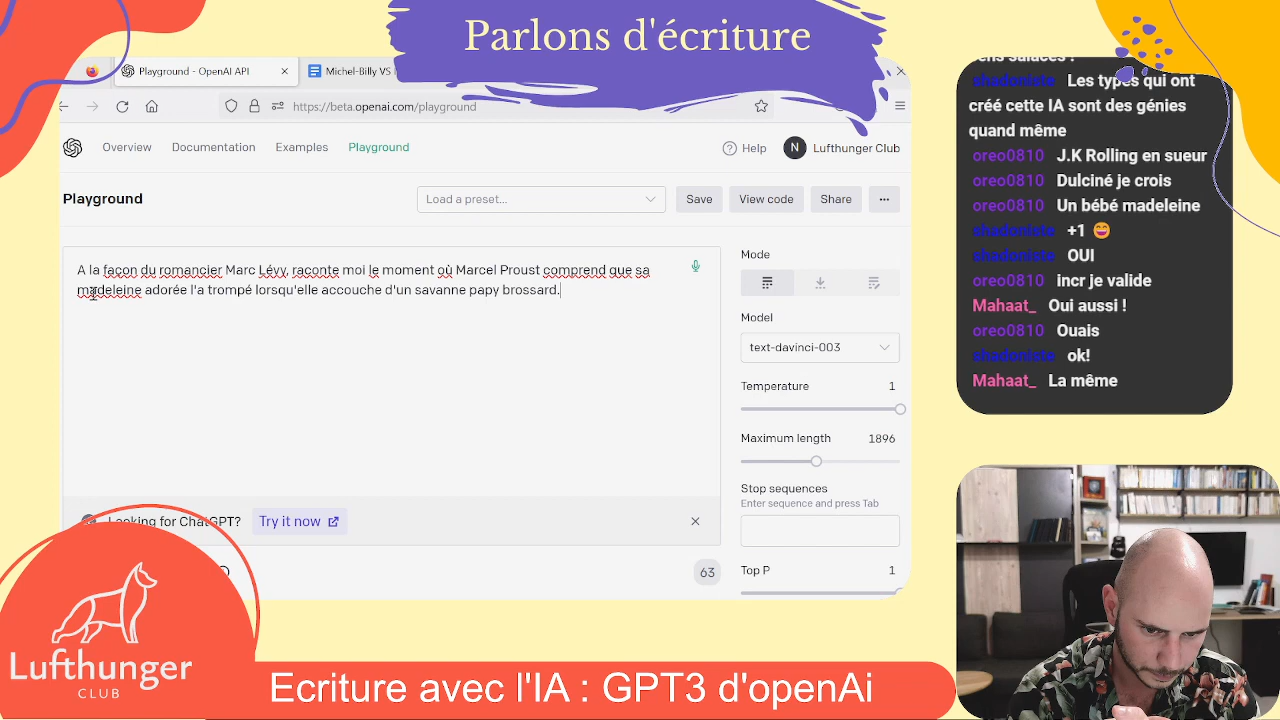 Parlons d'écriture
Playground - OpenAI API
Michel-Billy VS
https://beta.openai.com/playground
Overview
Documentation
Examples
Playground
Help
N
Lufthunger Club
Playground
Load a preset...
Save
View code
Share
A la façon du romancier Marc Lévy raconte moi le moment où Marcel Proust comprend que sa
madeleine adorée l'a trompé lorsqu'elle accouche d'un savanne papy brossard.
Mode
Model
text-davinci-003
Temperature 1
Maximum length 1896
Stop sequences
Enter sequence and press Tab
Top P 1
Looking for ChatGPT? Try it now
63
sens salaces !
shadoniste Les types qui ont
créé cette IA sont des génies
quand même
oreo0810 J.K Rolling en sueur
oreo0810 Dulciné je crois
oreo0810 Un bébé madeleine
shadoniste +1 😄
shadoniste OUI
oreo0810 incr je valide
Mahaat_ Oui aussi !
oreo0810 Ouais
shadoniste ok!
Mahaat_ La même
Lufthunger
CLUB
Ecriture avec l'IA : GPT3 d'openAi